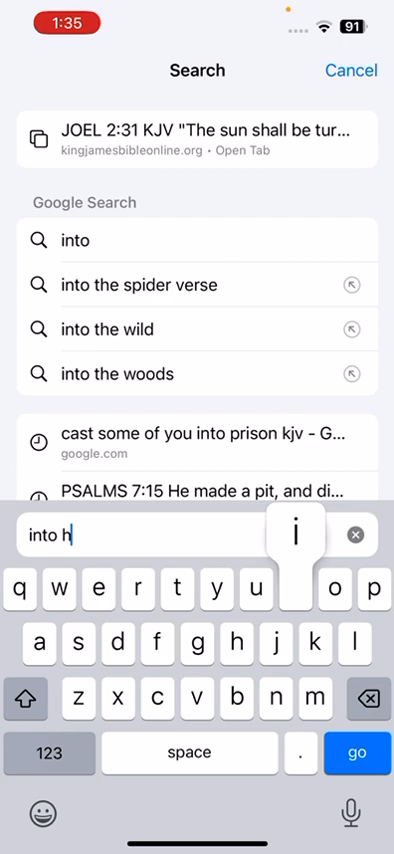 1:35
91
Search
Cancel
JOEL 2:31 KJV "The sun shall be tur...
kingjamesbibleonline.org • Open Tab
Google Search
into
into the spider verse
into the wild
into the woods
cast some of you into prison kjv - G...
google.com
PSALMS 7:15 He made a pit, and di...
into h
i
q w e r t y u o p
a s d f g h j k l
z x c v b n m
123 space . go